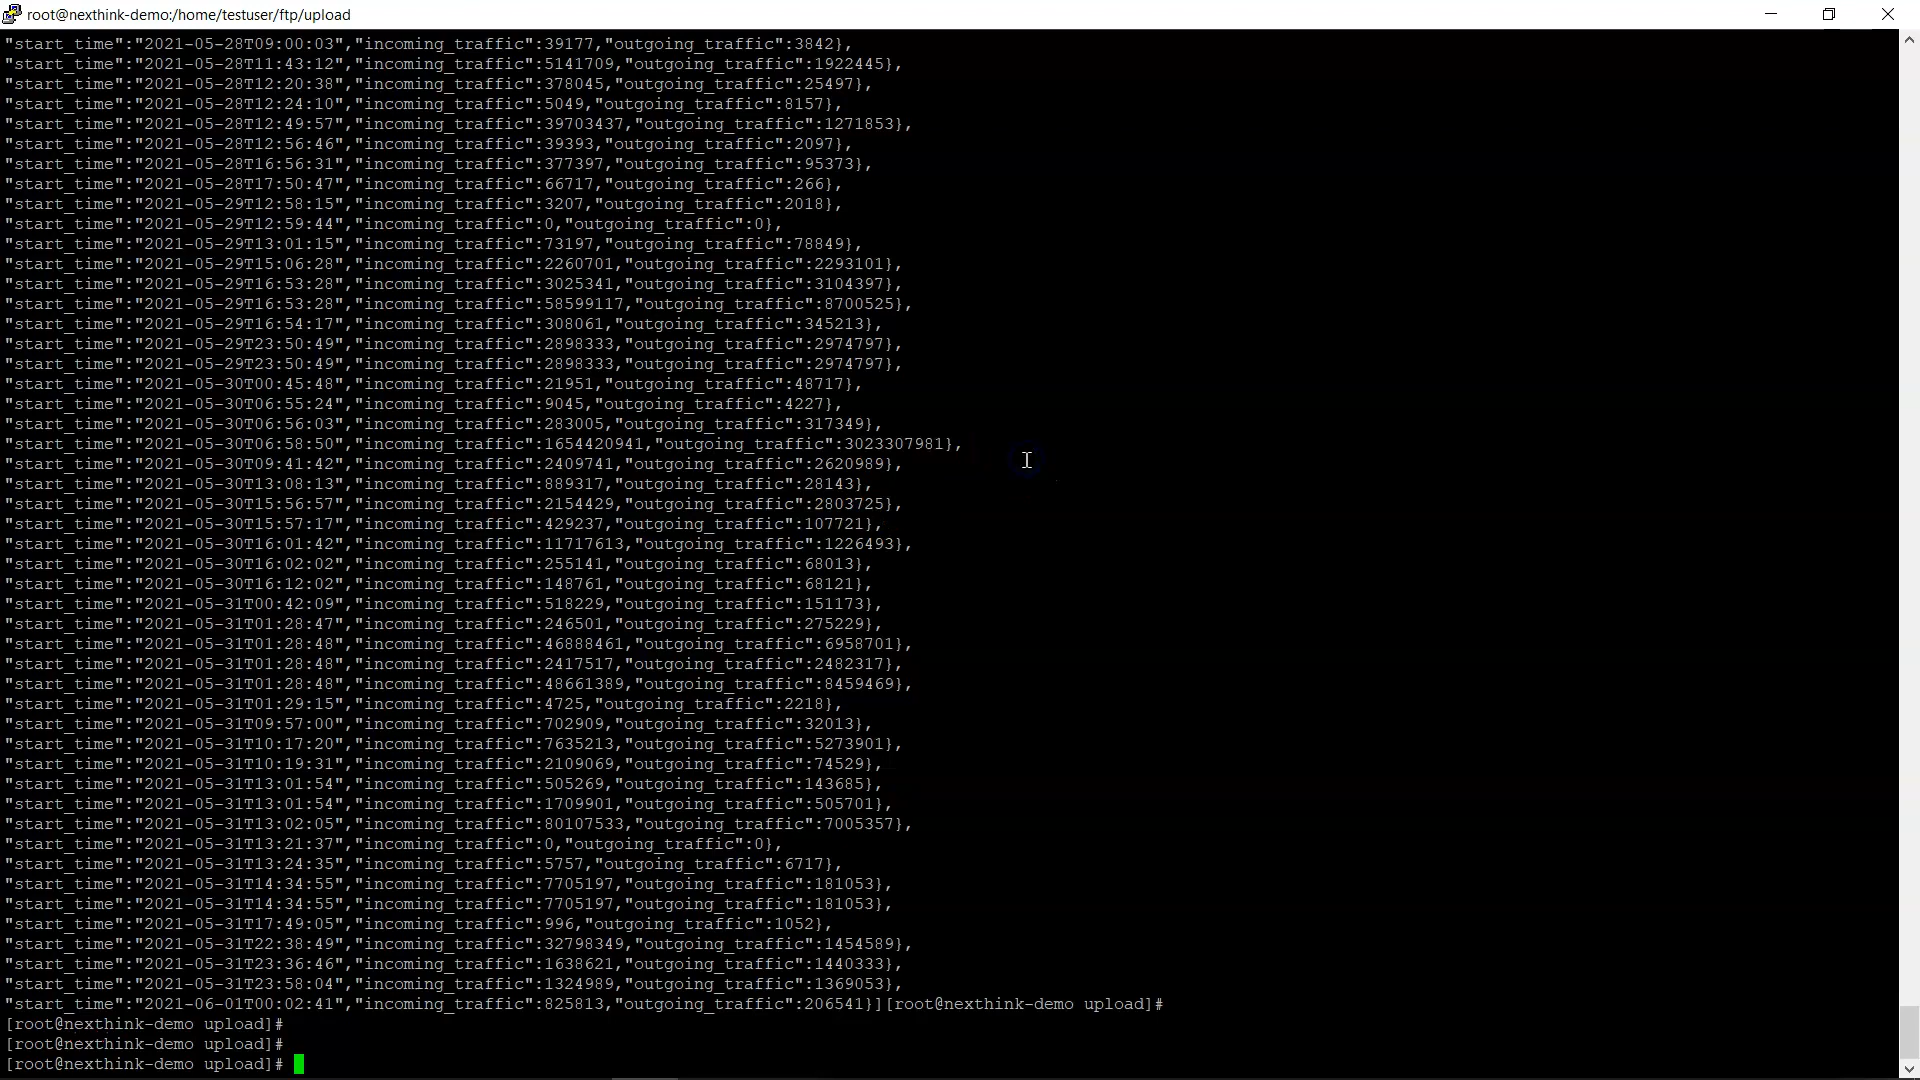 root@nexthink-demo:/home/testuser/ftp/upload
"start_time":"2021-05-28T09:00:03","incoming_traffic":39177,"outgoing_traffic":3842},
"start_time":"2021-05-28T11:43:12","incoming_traffic":5141709,"outgoing_traffic":1922445},
"start_time":"2021-05-28T12:20:38","incoming_traffic":378045,"outgoing_traffic":25497},
"start_time":"2021-05-28T12:24:10","incoming_traffic":5049,"outgoing_traffic":8157},
"start_time":"2021-05-28T12:49:57","incoming_traffic":39703437,"outgoing_traffic":1271853},
"start_time":"2021-05-28T12:56:46","incoming_traffic":39393,"outgoing_traffic":2097},
"start_time":"2021-05-28T16:56:31","incoming_traffic":377397,"outgoing_traffic":95373},
"start_time":"2021-05-28T17:50:47","incoming_traffic":66717,"outgoing_traffic":266},
"start_time":"2021-05-29T12:58:15","incoming_traffic":3207,"outgoing_traffic":2018},
"start_time":"2021-05-29T12:59:44","incoming_traffic":0,"outgoing_traffic":0},
"start_time":"2021-05-29T13:01:15","incoming_traffic":73197,"outgoing_traffic":78849},
"start_time":"2021-05-29T15:06:28","incoming_traffic":2260701,"outgoing_traffic":2293101},
"start_time":"2021-05-29T16:53:28","incoming_traffic":3025341,"outgoing_traffic":3104397},
"start_time":"2021-05-29T16:53:28","incoming_traffic":58599117,"outgoing_traffic":8700525},
"start_time":"2021-05-29T16:54:17","incoming_traffic":308061,"outgoing_traffic":345213},
"start_time":"2021-05-29T23:50:49","incoming_traffic":2898333,"outgoing_traffic":2974797},
"start_time":"2021-05-29T23:50:49","incoming_traffic":2898333,"outgoing_traffic":2974797},
"start_time":"2021-05-30T00:45:48","incoming_traffic":21951,"outgoing_traffic":48717},
"start_time":"2021-05-30T06:55:24","incoming_traffic":9045,"outgoing_traffic":4227},
"start_time":"2021-05-30T06:56:03","incoming_traffic":283005,"outgoing_traffic":317349},
"start_time":"2021-05-30T06:58:50","incoming_traffic":1654420941,"outgoing_traffic":3023307981},
"start_time":"2021-05-30T09:41:42","incoming_traffic":2409741,"outgoing_traffic":2620989},
"start_time":"2021-05-30T13:08:13","incoming_traffic":889317,"outgoing_traffic":28143},
"start_time":"2021-05-30T15:56:57","incoming_traffic":2154429,"outgoing_traffic":2803725},
"start_time":"2021-05-30T15:57:17","incoming_traffic":429237,"outgoing_traffic":107721},
"start_time":"2021-05-30T16:01:42","incoming_traffic":11717613,"outgoing_traffic":1226493},
"start_time":"2021-05-30T16:02:02","incoming_traffic":255141,"outgoing_traffic":68013},
"start_time":"2021-05-30T16:12:02","incoming_traffic":148761,"outgoing_traffic":68121},
"start_time":"2021-05-31T00:42:09","incoming_traffic":518229,"outgoing_traffic":151173},
"start_time":"2021-05-31T01:28:47","incoming_traffic":246501,"outgoing_traffic":275229},
"start_time":"2021-05-31T01:28:48","incoming_traffic":46888461,"outgoing_traffic":6958701},
"start_time":"2021-05-31T01:28:48","incoming_traffic":2417517,"outgoing_traffic":2482317},
"start_time":"2021-05-31T01:28:48","incoming_traffic":48661389,"outgoing_traffic":8459469},
"start_time":"2021-05-31T01:29:15","incoming_traffic":4725,"outgoing_traffic":2218},
"start_time":"2021-05-31T09:57:00","incoming_traffic":702909,"outgoing_traffic":32013},
"start_time":"2021-05-31T10:17:20","incoming_traffic":7635213,"outgoing_traffic":5273901},
"start_time":"2021-05-31T10:19:31","incoming_traffic":2109069,"outgoing_traffic":74529},
"start_time":"2021-05-31T13:01:54","incoming_traffic":505269,"outgoing_traffic":143685},
"start_time":"2021-05-31T13:01:54","incoming_traffic":1709901,"outgoing_traffic":505701},
"start_time":"2021-05-31T13:02:05","incoming_traffic":80107533,"outgoing_traffic":7005357},
"start_time":"2021-05-31T13:21:37","incoming_traffic":0,"outgoing_traffic":0},
"start_time":"2021-05-31T13:24:35","incoming_traffic":5757,"outgoing_traffic":6717},
"start_time":"2021-05-31T14:34:55","incoming_traffic":7705197,"outgoing_traffic":181053},
"start_time":"2021-05-31T14:34:55","incoming_traffic":7705197,"outgoing_traffic":181053},
"start_time":"2021-05-31T17:49:05","incoming_traffic":996,"outgoing_traffic":1052},
"start_time":"2021-05-31T22:38:49","incoming_traffic":32798349,"outgoing_traffic":1454589},
"start_time":"2021-05-31T23:36:46","incoming_traffic":1638621,"outgoing_traffic":1440333},
"start_time":"2021-05-31T23:58:04","incoming_traffic":1324989,"outgoing_traffic":1369053},
"start_time":"2021-06-01T00:02:41","incoming_traffic":825813,"outgoing_traffic":206541}][root@nexthink-demo upload]#
[root@nexthink-demo upload]#
[root@nexthink-demo upload]#
[root@nexthink-demo upload]#